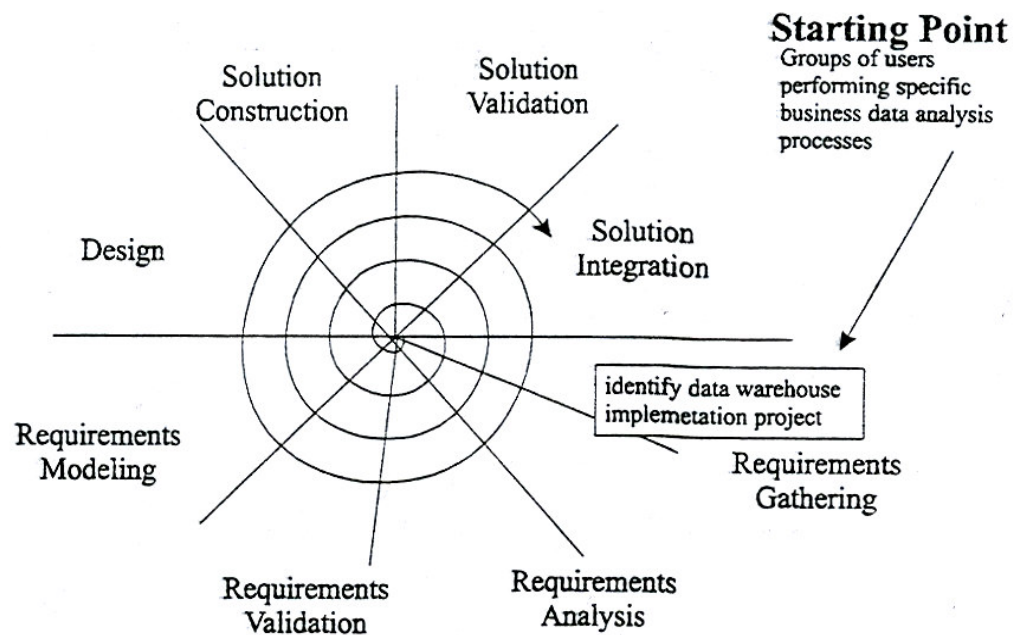 Starting Point
Groups of users
performing specific
business data analysis
processes
Solution
Construction
Solution
Validation
Design
Solution
Integration
identify data warehouse
implemetation project
Requirements
Modeling
Requirements
Gathering
Requirements
Validation
Requirements
Analysis